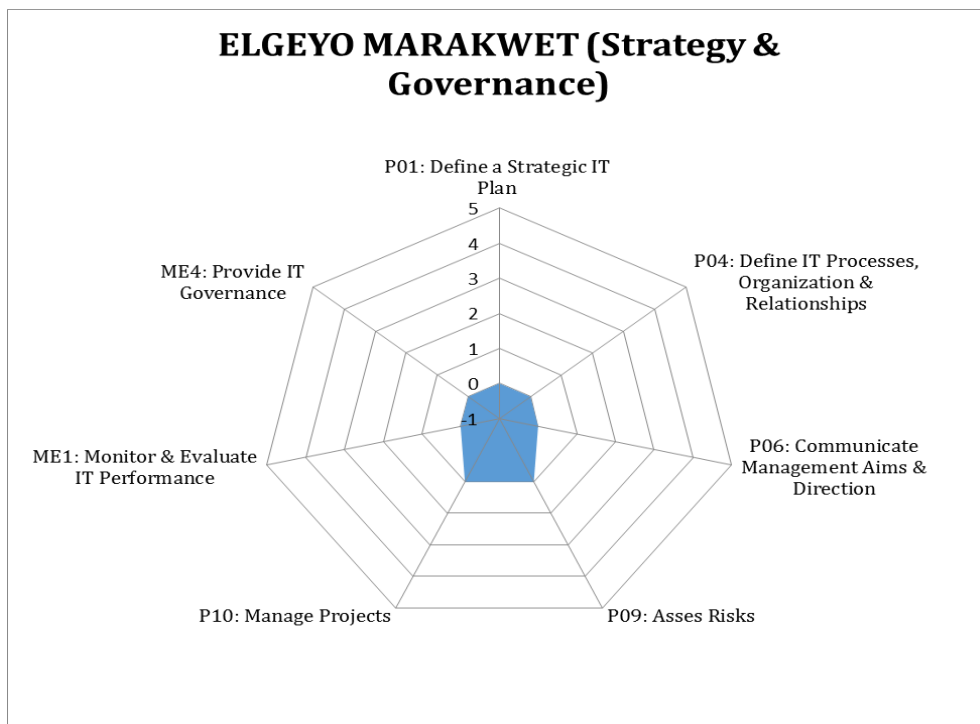 ELGEYO MARAKWET (Strategy &
Governance)
P01: Define a Strategic IT
Plan
5
4
3
2
1
0
-1
P04: Define IT Processes,
Organization &
Relationships
P06: Communicate
Management Aims &
Direction
P09: Asses Risks
P10: Manage Projects
ME1: Monitor & Evaluate
IT Performance
ME4: Provide IT
Governance